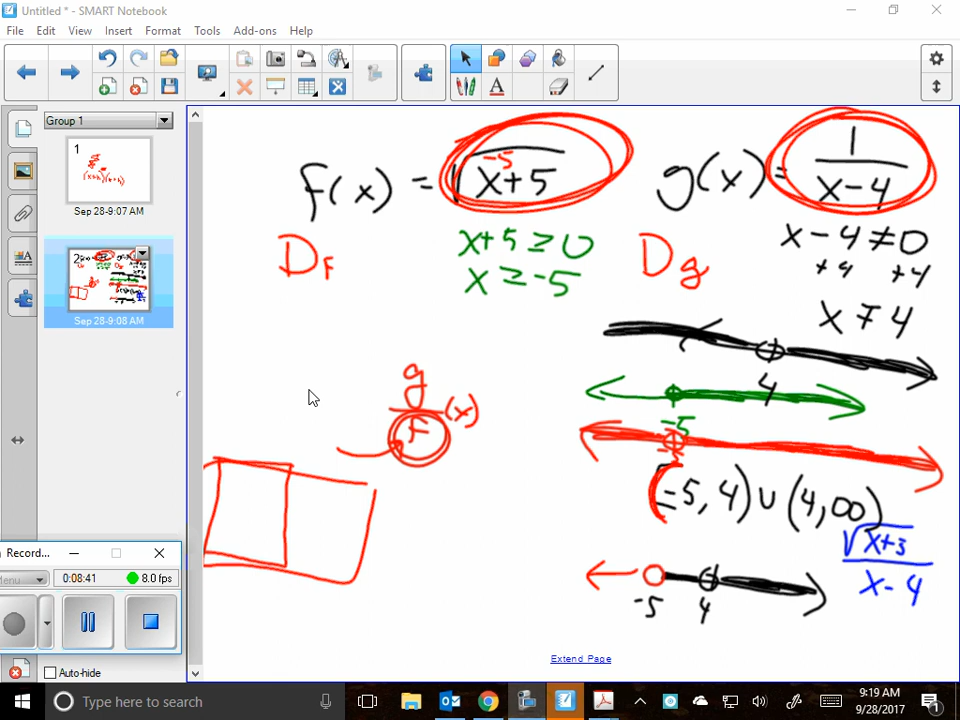 Untitled * - SMART Notebook
File Edit View Insert Format Tools Add-ons Help
Group 1
1
Sep 28-9:07 AM
2
Sep 28-9:08 AM
f(x) = √x+5
-5
g(x) = 1/x-4
Df
x+5 ≥ 0
x ≥ -5
Dg
x-4 ≠ 0
+4 +4
x ≠ 4
4
-5
-5
g/f (x)
(-5, 4) ∪ (4, ∞)
√x+3
x-4
-5 4
Extend Page
Record...
Menu
0:08:41 8.0 fps
Auto-hide
Type here to search
9:19 AM
9/28/2017
1